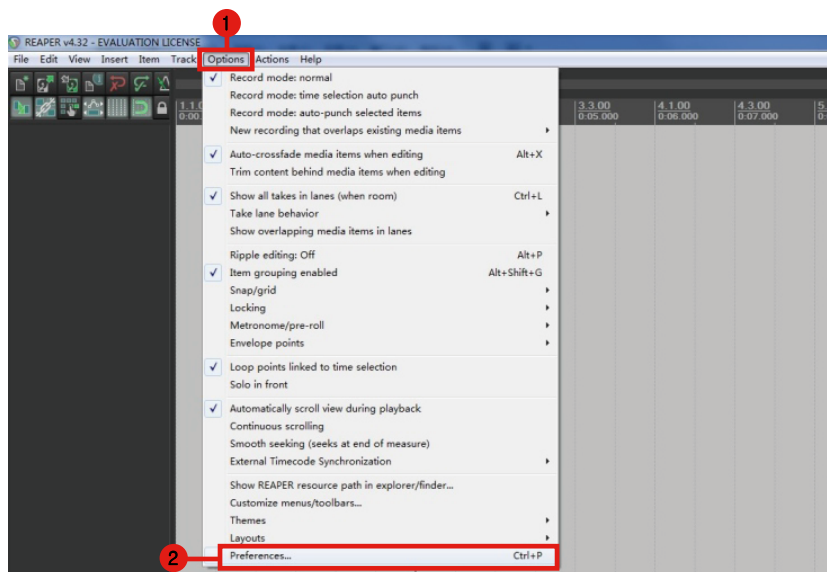 1
REAPER v4.32 - EVALUATION LICENSE
File Edit View Insert Item Track Options Actions Help
Record mode: normal
Record mode: time selection auto punch
Record mode: auto-punch selected items
New recording that overlaps existing media items
Auto-crossfade media items when editing Alt+X
Trim content behind media items when editing
Show all takes in lanes (when room) Ctrl+L
Take lane behavior
Show overlapping media items in lanes
Ripple editing: Off Alt+P
Item grouping enabled Alt+Shift+G
Snap/grid
Locking
Metronome/pre-roll
Envelope points
Loop points linked to time selection
Solo in front
Automatically scroll view during playback
Continuous scrolling
Smooth seeking (seeks at end of measure)
External Timecode Synchronization
Show REAPER resource path in explorer/finder...
Customize menus/toolbars...
Themes
Layouts
2 Preferences... Ctrl+P
3.3.00 4.1.00 4.3.00
0:05.000 0:06.000 0:07.000